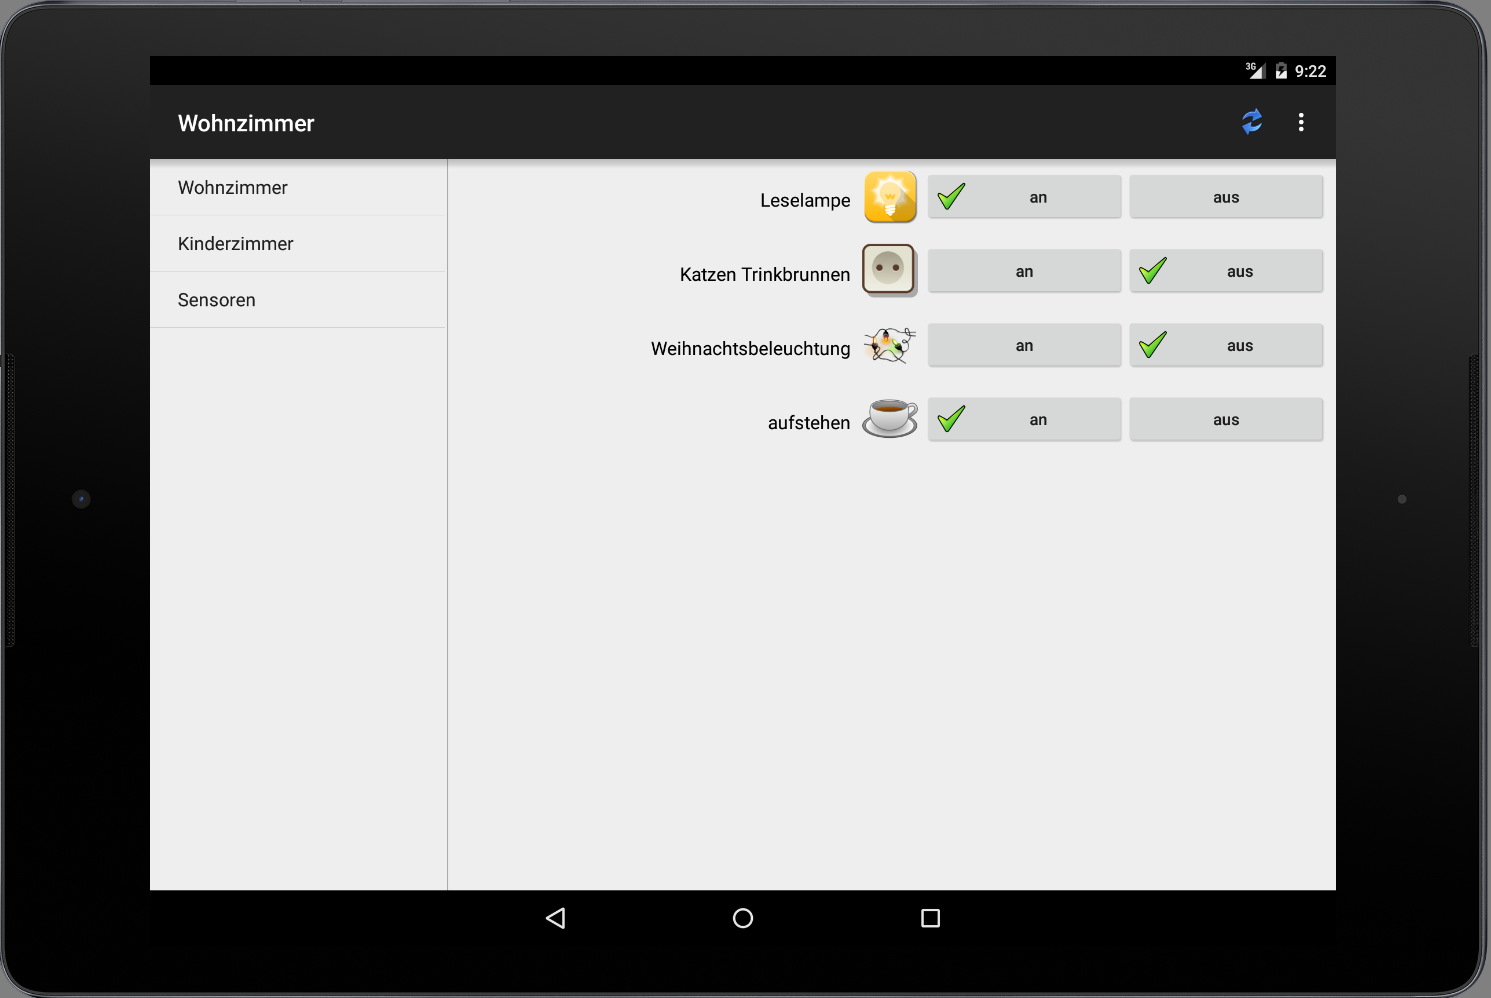 3G 9:22
Wohnzimmer
Wohnzimmer
Kinderzimmer
Sensoren
Leselampe an aus
Katzen Trinkbrunnen an aus
Weihnachtsbeleuchtung an aus
aufstehen an aus